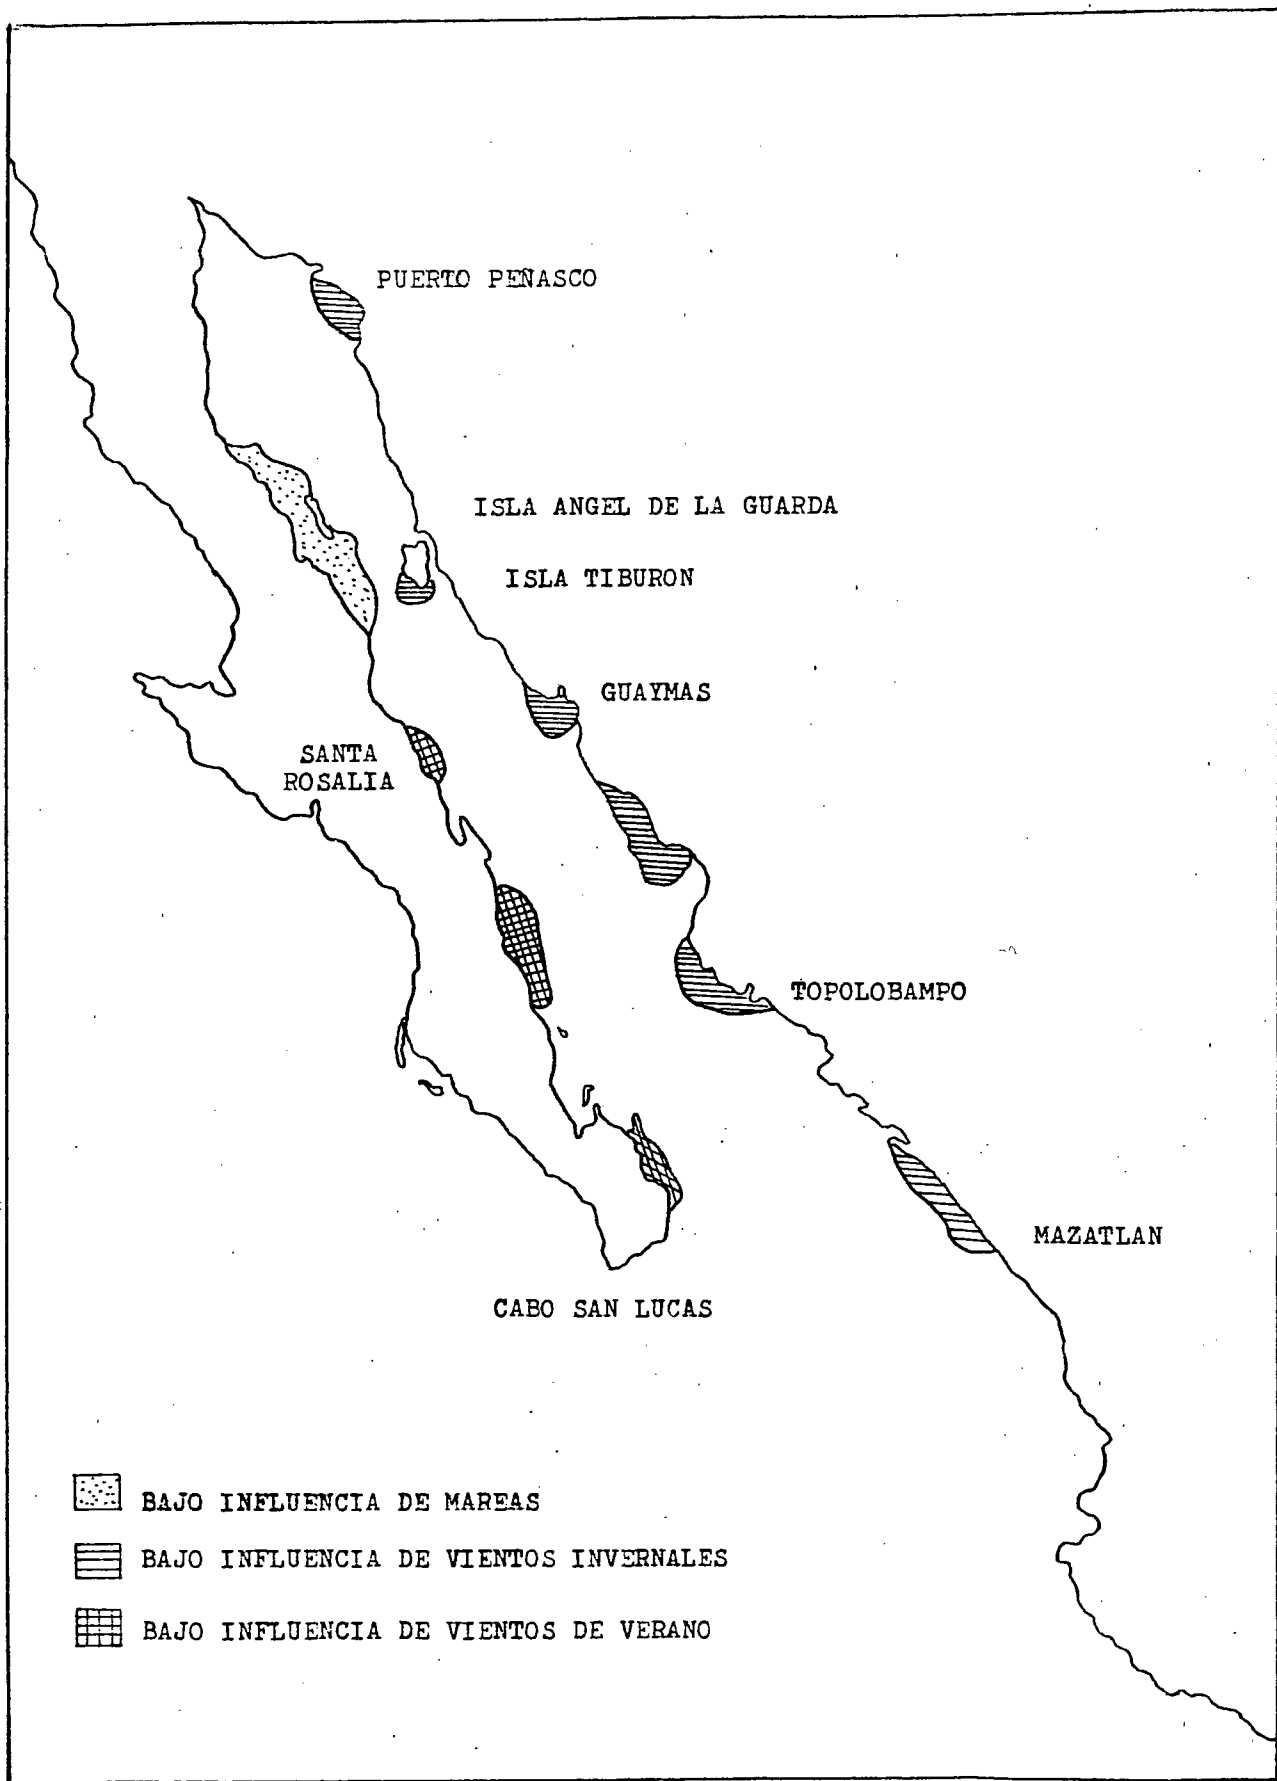 PUERTO PEÑASCO
ISLA ANGEL DE LA GUARDA
ISLA TIBURON
GUAYMAS
SANTA
ROSALIA
TOPOLOBAMPO
MAZATLAN
CABO SAN LUCAS
BAJO INFLUENCIA DE MAREAS
BAJO INFLUENCIA DE VIENTOS INVERNALES
BAJO INFLUENCIA DE VIENTOS DE VERANO